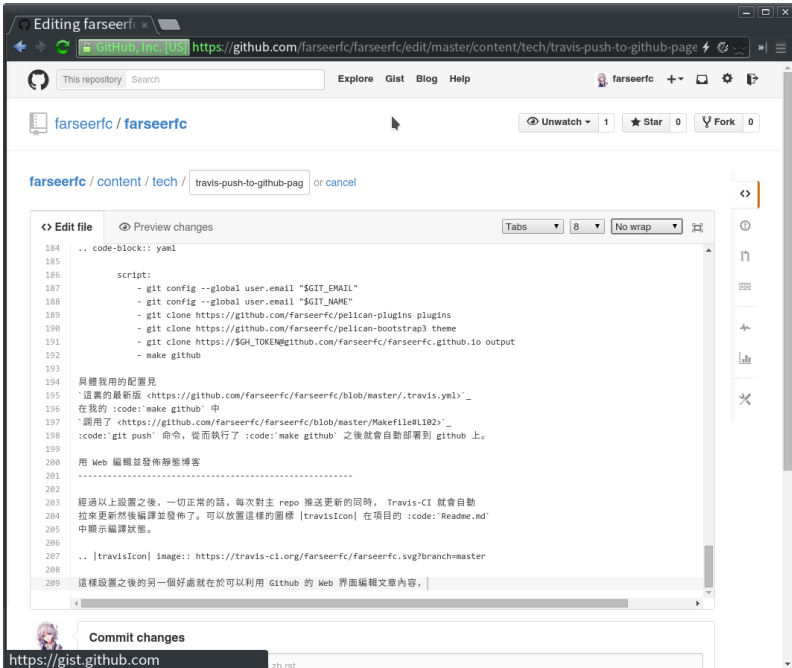 Editing farseerfc
GitHub, Inc. [US] https://github.com/farseerfc/farseerfc/edit/master/content/tech/travis-push-to-github-page
This repository Search Explore Gist Blog Help farseerfc
farseerfc / farseerfc Unwatch 1 Star 0 Fork 0
farseerfc / content / tech / travis-push-to-github-pag or cancel
Edit file Preview changes Tabs 8 No wrap
184 .. code-block:: yaml
185
186 script:
187 - git config --global user.email "$GIT_EMAIL"
188 - git config --global user.email "$GIT_NAME"
189 - git clone https://github.com/farseerfc/pelican-plugins plugins
190 - git clone https://github.com/farseerfc/pelican-bootstrap3 theme
191 - git clone https://$GH_TOKEN@github.com/farseerfc/farseerfc.github.io output
192 - make github
193
194 具體我用的配置見
195 `這裏的最新版 <https://github.com/farseerfc/farseerfc/blob/master/.travis.yml>`_
196 在我的 :code:`make github` 中
197 `調用了 <https://github.com/farseerfc/farseerfc/blob/master/Makefile#L102>`_
198 :code:`git push` 命令，從而執行了 :code:`make github` 之後就會自動部署到 github 上。
199
200 用 Web 編輯並發佈靜態博客
201 --------------------------------------------------------
202
203 經過以上設置之後，一切正常的話，每次對主 repo 推送更新的同時， Travis-CI 就會自動
204 拉來更新然後編譯並發佈了。可以放置這樣的圖標 |travisIcon| 在項目的 :code:`Readme.md`
205 中顯示編譯狀態。
206
207 .. |travisIcon| image:: https://travis-ci.org/farseerfc/farseerfc.svg?branch=master
208
209 這樣設置之後的另一個好處就在於可以利用 Github 的 Web 界面編輯文章內容，
Commit changes
https://gist.github.com
zh.rst